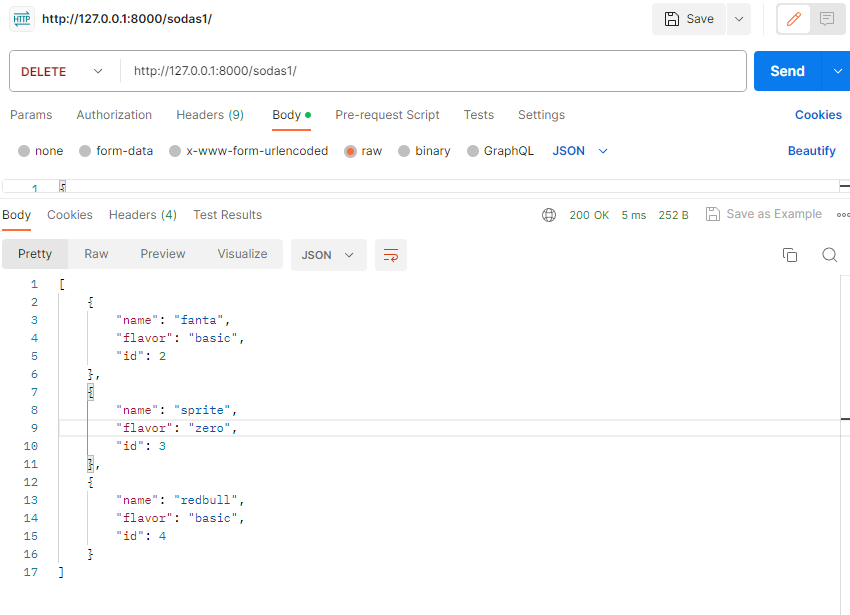 HTTP http://127.0.0.1:8000/sodas1/ Save
DELETE http://127.0.0.1:8000/sodas1/ Send
Params Authorization Headers (9) Body Pre-request Script Tests Settings Cookies
none form-data x-www-form-urlencoded raw binary GraphQL JSON Beautify
1 {
Body Cookies Headers (4) Test Results 200 OK 5 ms 252 B Save as Example
Pretty Raw Preview Visualize JSON
1 [
2 {
3 "name": "fanta",
4 "flavor": "basic",
5 "id": 2
6 },
7 {
8 "name": "sprite",
9 "flavor": "zero",
10 "id": 3
11 },
12 {
13 "name": "redbull",
14 "flavor": "basic",
15 "id": 4
16 }
17 ]